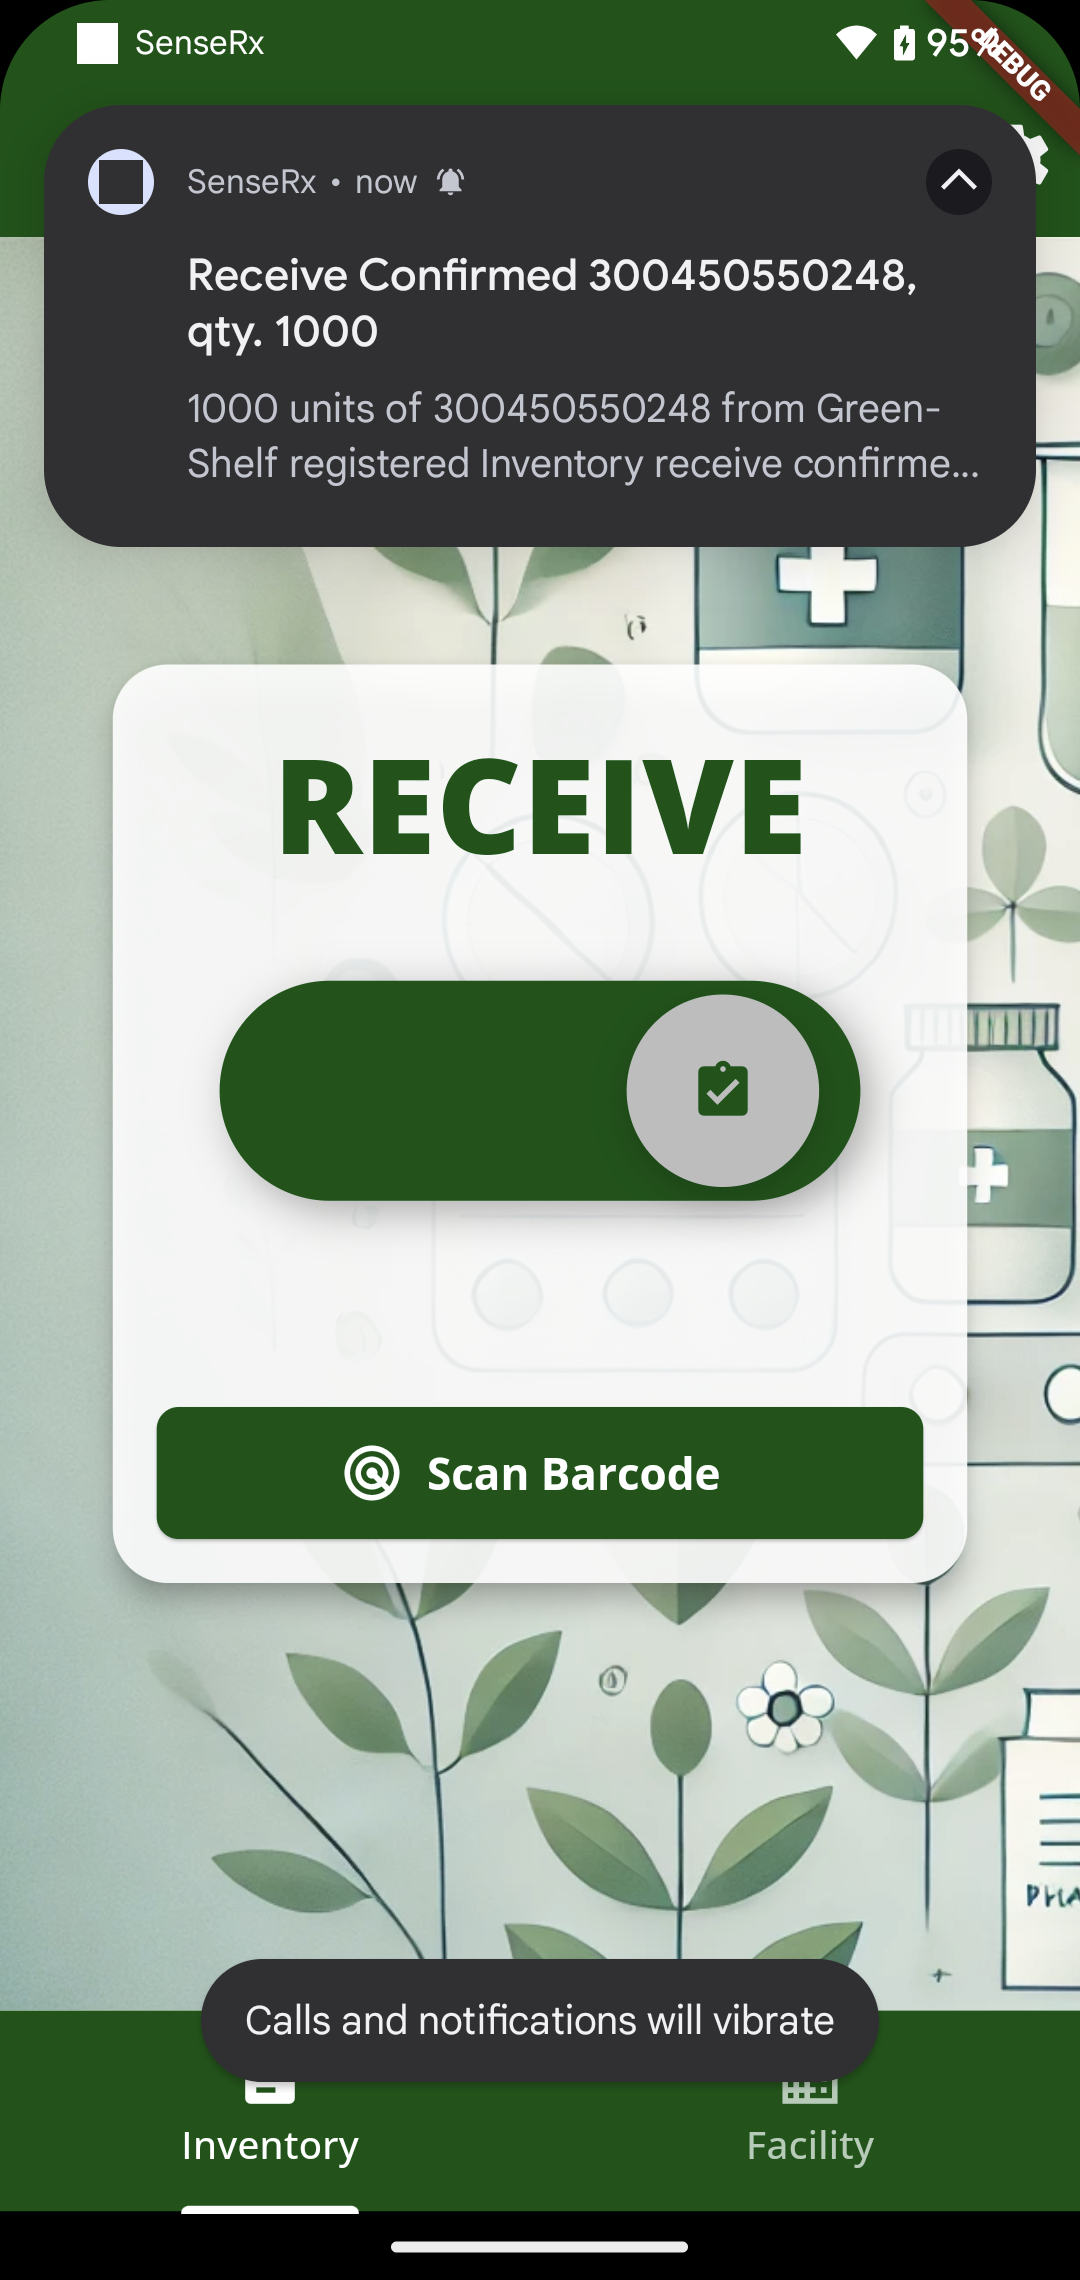 SenseRx
95%
DEBUG
SenseRx • now
Receive Confirmed 300450550248,
qty. 1000
1000 units of 300450550248 from Green-
Shelf registered Inventory receive confirme...
RECEIVE
Scan Barcode
Calls and notifications will vibrate
Inventory
Facility